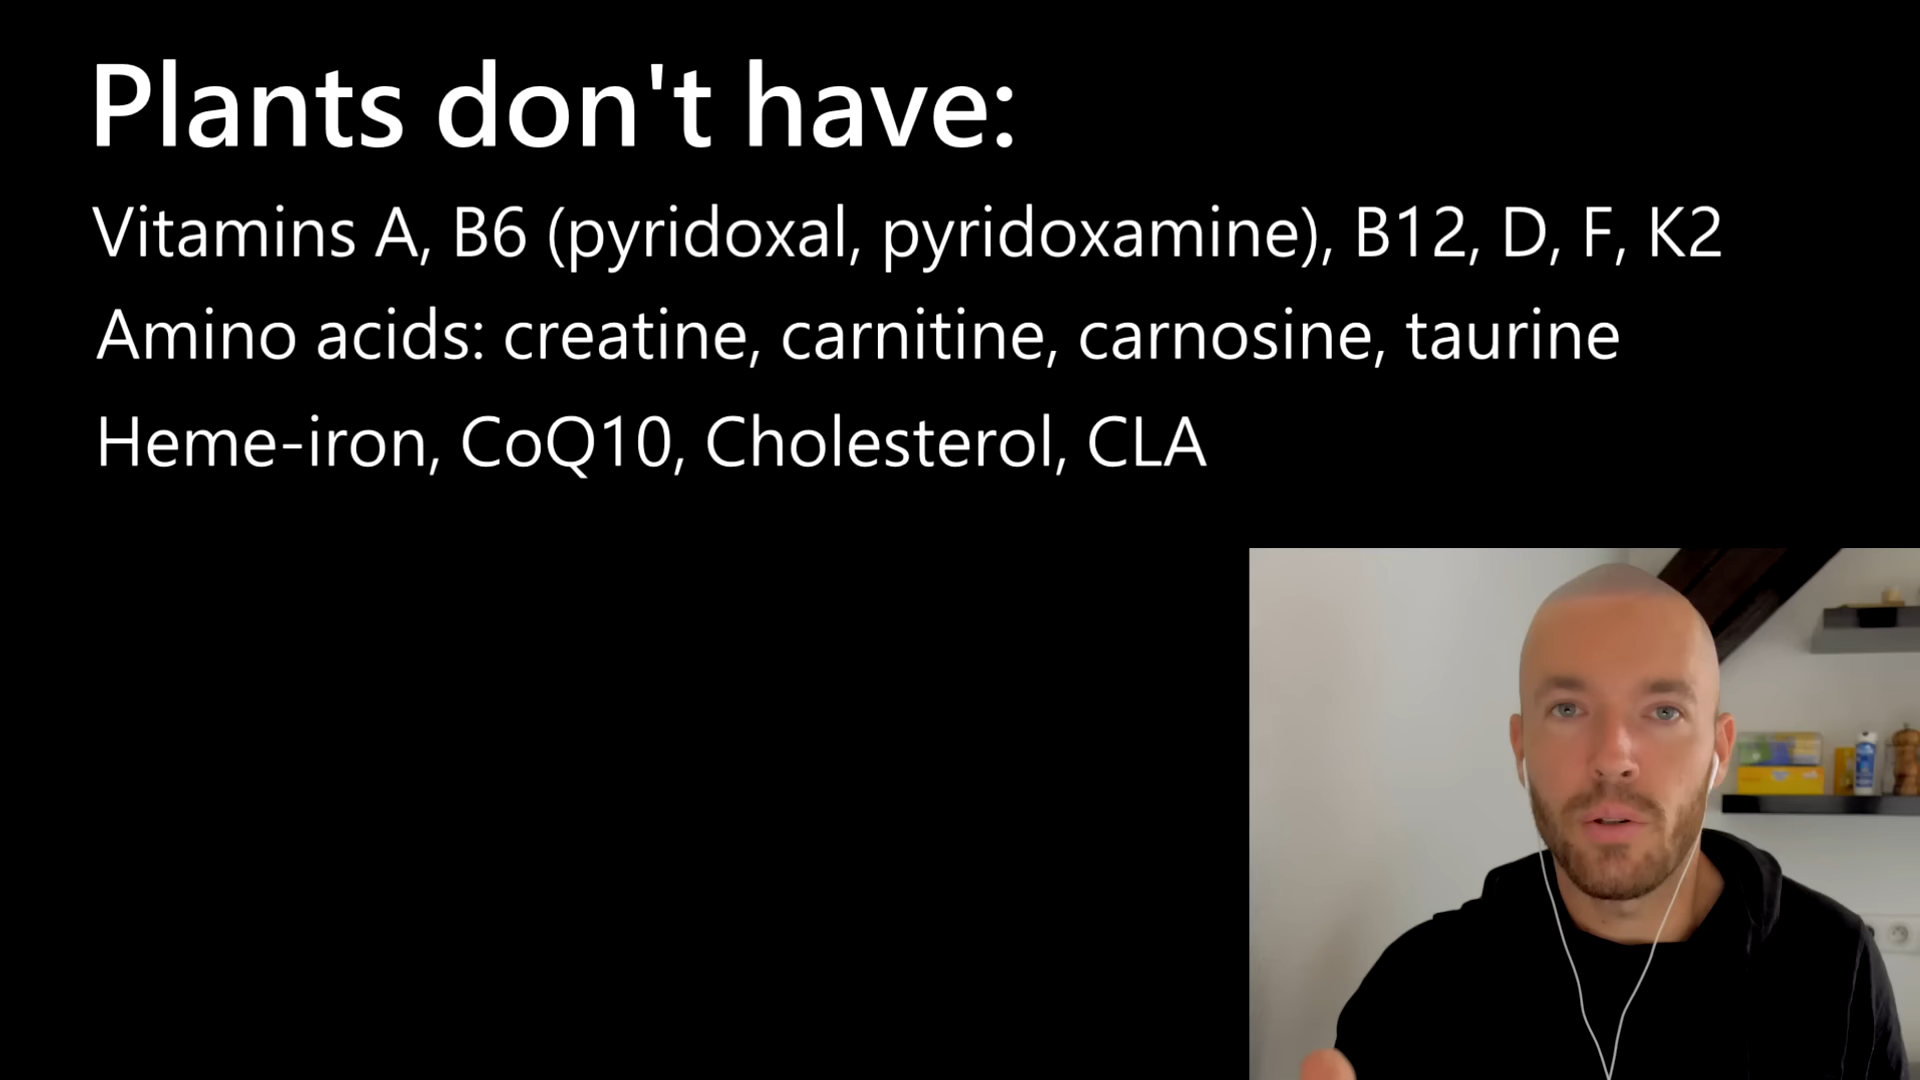 Plants don't have:
Vitamins A, B6 (pyridoxal, pyridoxamine), B12, D, F, K2
Amino acids: creatine, carnitine, carnosine, taurine
Heme-iron, CoQ10, Cholesterol, CLA